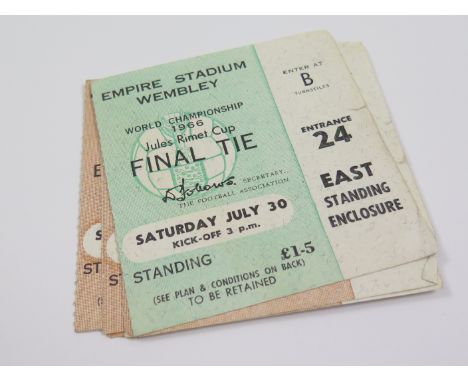 EMPIRE STADIUM
WEMBLEY
WORLD CHAMPIONSHIP
1966
Jules Rimet Cup
FINAL TIE
SECRETARY...
THE FOOTBALL ASSOCIATION
SATURDAY JULY 30
KICK-OFF 3 p.m.
STANDING
£1-5
(SEE PLAN & CONDITIONS ON BACK)
TO BE RETAINED
ENTER AT
B
TURNSTILES
ENTRANCE
24
EAST
STANDING
ENCLOSURE